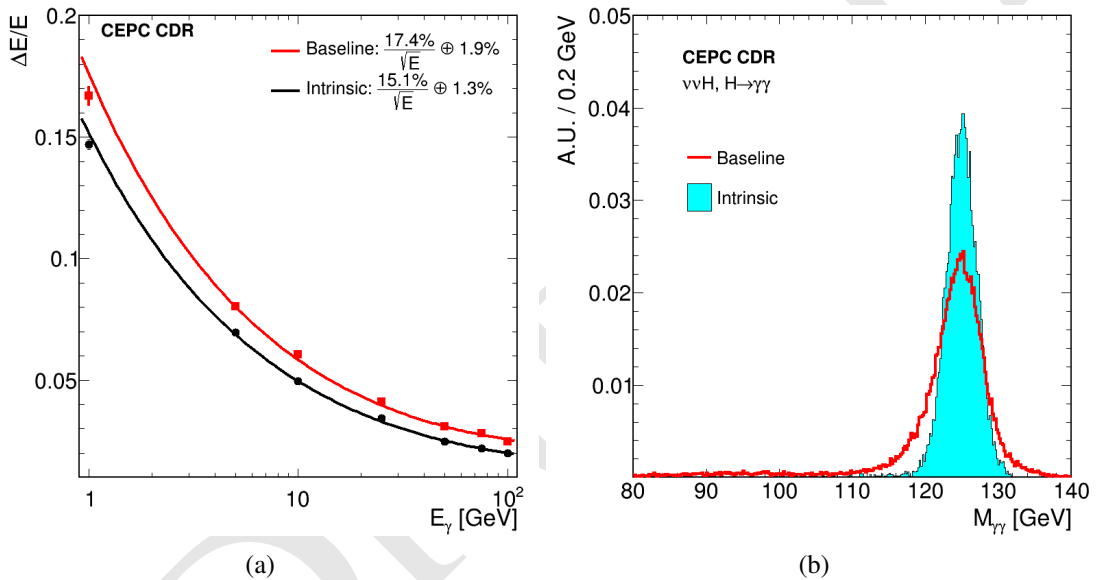 CEPC CDR
Baseline: 17.4%/√E ⊕ 1.9%
Intrinsic: 15.1%/√E ⊕ 1.3%
ΔE/E
0.2
0.15
0.1
0.05
1
10
10²
Eγ [GeV]
(a)
CEPC CDR
ννH, H→γγ
Baseline
Intrinsic
A.U. / 0.2 GeV
0.05
0.04
0.03
0.02
0.01
80
90
100
110
120
130
140
Mγγ [GeV]
(b)